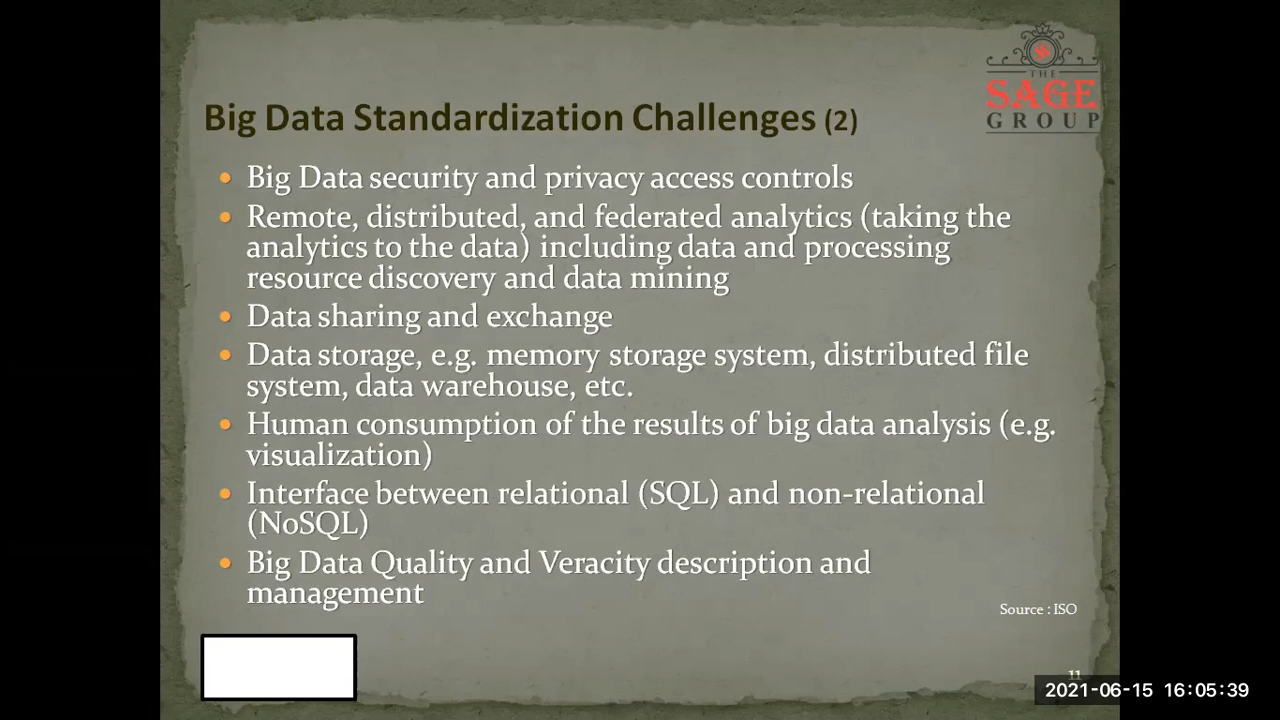 THE
SAGE
GROUP
Big Data Standardization Challenges (2)
• Big Data security and privacy access controls
• Remote, distributed, and federated analytics (taking the
analytics to the data) including data and processing
resource discovery and data mining
• Data sharing and exchange
• Data storage, e.g. memory storage system, distributed file
system, data warehouse, etc.
• Human consumption of the results of big data analysis (e.g.
visualization)
• Interface between relational (SQL) and non-relational
(NoSQL)
• Big Data Quality and Veracity description and
management
Source : ISO
11
2021-06-15 16:05:39